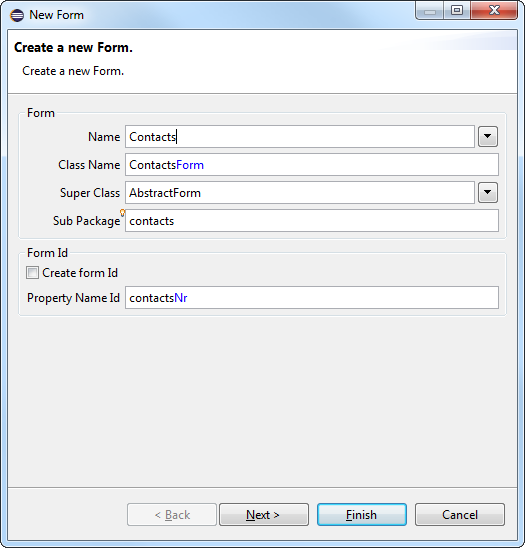 New Form
Create a new Form.
Create a new Form.
Form
Name Contacts
Class Name ContactsForm
Super Class AbstractForm
Sub Package contacts
Form Id
Create form Id
Property Name Id contactsNr
< Back Next > Finish Cancel